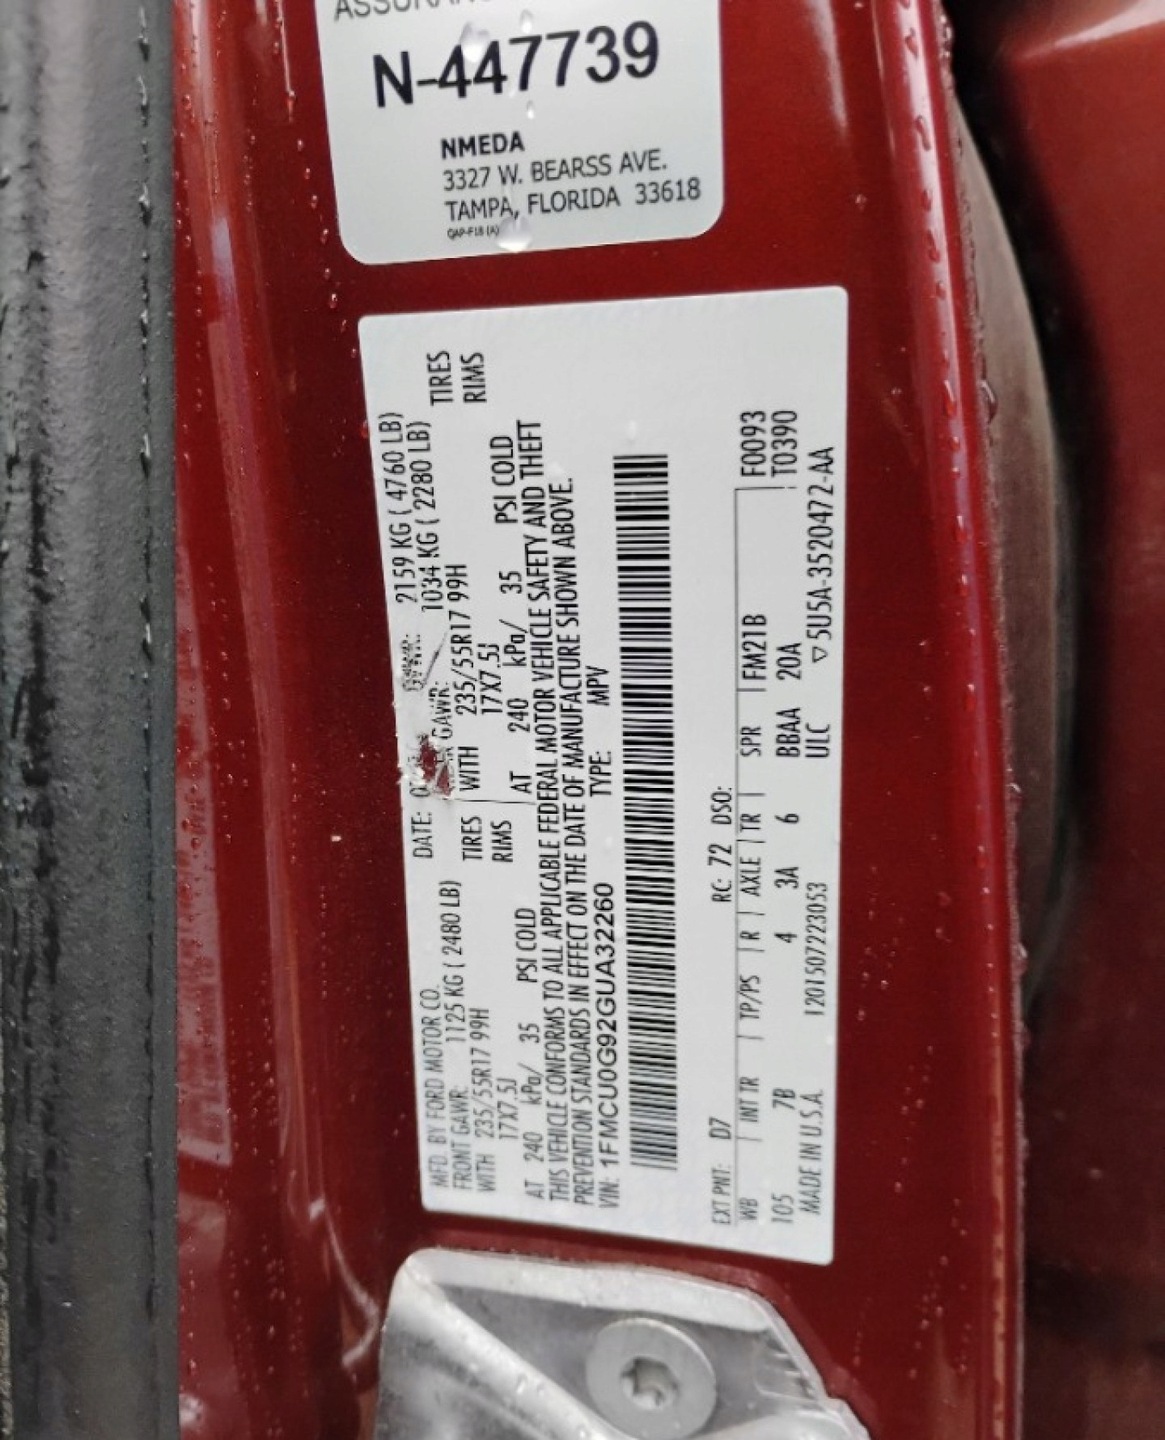 N-447739
NMEDA
3327 W. BEARSS AVE.
TAMPA, FLORIDA 33618
QAP-F18 (A)
MFD. BY FORD MOTOR CO.
DATE:
2159 KG ( 4760 LB)
FRONT GAWR: 1125 KG ( 2480 LB)
GAWR: 1034 KG ( 2280 LB)
WITH 235/55R17 99H TIRES WITH 235/55R17 99H TIRES
17X7.5J RIMS 17X7.5J RIMS
AT 240 kPa/ 35 PSI COLD AT 240 kPa/ 35 PSI COLD
THIS VEHICLE CONFORMS TO ALL APPLICABLE FEDERAL MOTOR VEHICLE SAFETY AND THEFT
PREVENTION STANDARDS IN EFFECT ON THE DATE OF MANUFACTURE SHOWN ABOVE.
VIN: 1FMCU0G92GUA32260 TYPE: MPV
EXT PNT: D7 RC: 72 DSO: F0093
WB INT TR TP/PS R AXLE TR SPR FM21B T0390
105 7B 4 3A 6 BBAA 20A
MADE IN U.S.A. 1201507223053 ULC ▽5U5A-3520472-AA